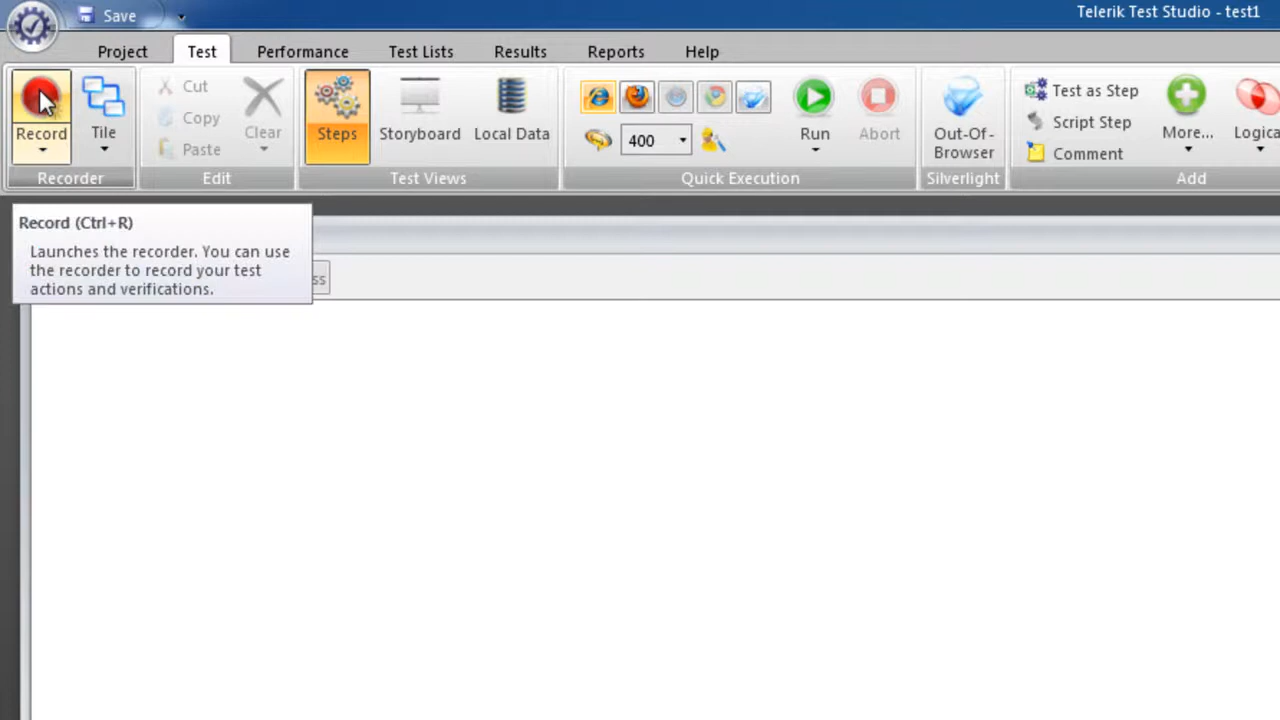 Save
Telerik Test Studio - test1
Project Test Performance Test Lists Results Reports Help
Record
Tile
Cut
Copy
Paste
Clear
Steps
Storyboard
Local Data
400
Run
Abort
Out-Of-
Browser
Test as Step
Script Step
Comment
More...
Logica
Recorder
Edit
Test Views
Quick Execution
Silverlight
Add
Record (Ctrl+R)
Launches the recorder. You can use
the recorder to record your test
actions and verifications.
ss